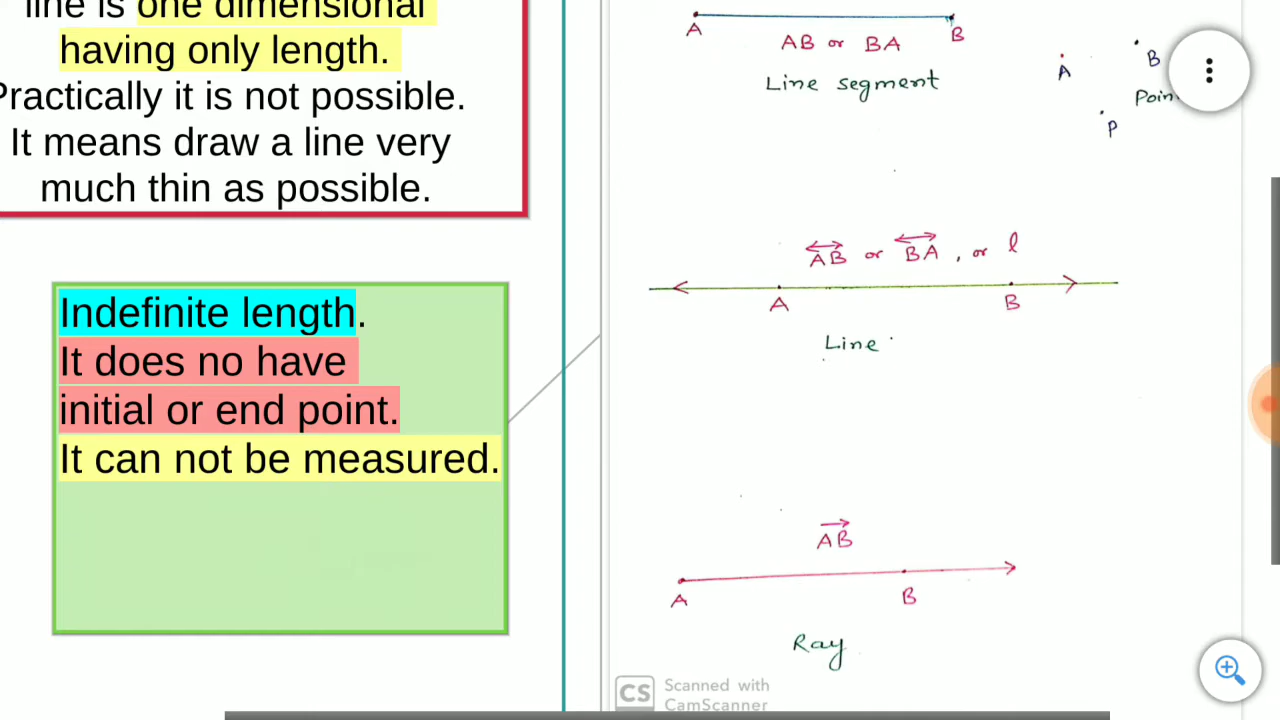 line is one dimensional
having only length.
Practically it is not possible.
It means draw a line very
much thin as possible.
Indefinite length.
It does no have
initial or end point.
It can not be measured.
A B
AB or BA
Line segment
A B
Poin
P
AB or BA, or l
A B
Line
AB
A B
Ray
CS Scanned with
CamScanner